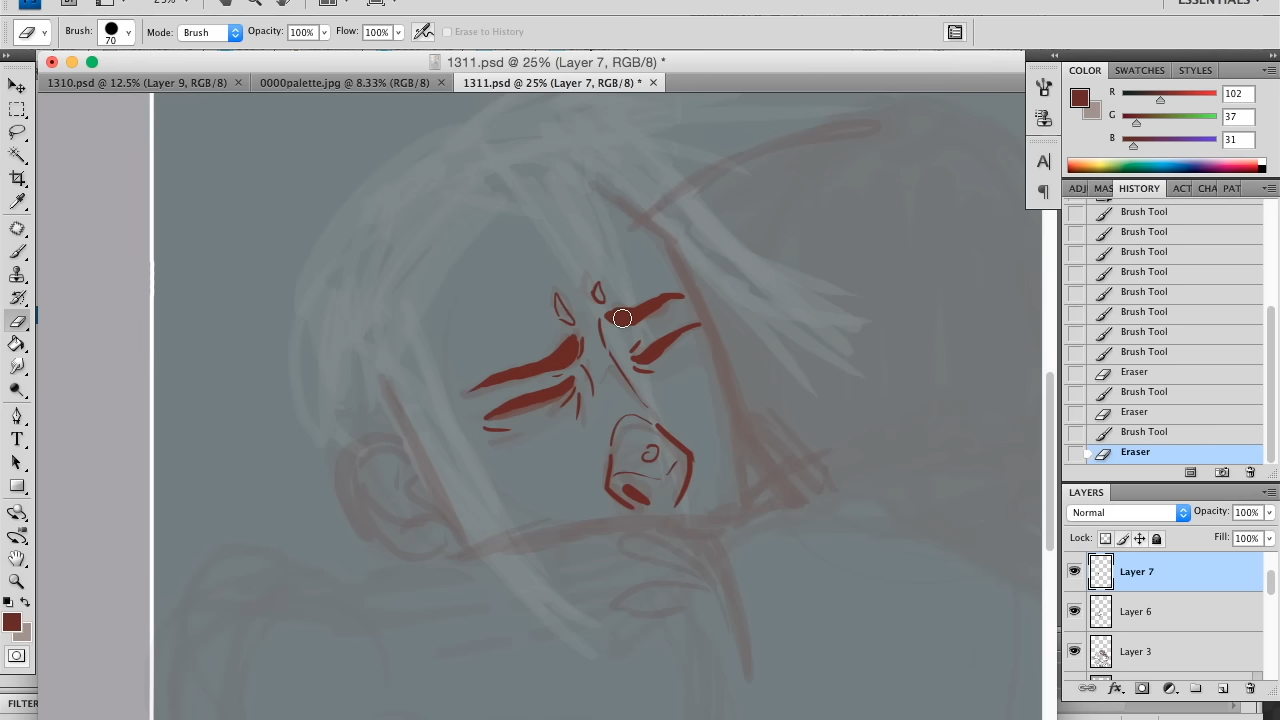 25%
ESSENTIALS
Brush: 70 Mode: Brush Opacity: 100% Flow: 100% Erase to History
1311.psd @ 25% (Layer 7, RGB/8) *
1310.psd @ 12.5% (Layer 9, RGB/8) 0000palette.jpg @ 8.33% (RGB/8) 1311.psd @ 25% (Layer 7, RGB/8) *
COLOR SWATCHES STYLES
R 102
G 37
B 31
ADJ MAS HISTORY ACT CHA PAT
Brush Tool
Brush Tool
Brush Tool
Brush Tool
Brush Tool
Brush Tool
Brush Tool
Brush Tool
Eraser
Brush Tool
Eraser
Brush Tool
Eraser
LAYERS
Normal Opacity: 100%
Lock: Fill: 100%
Layer 7
Layer 6
Layer 3
FILTER